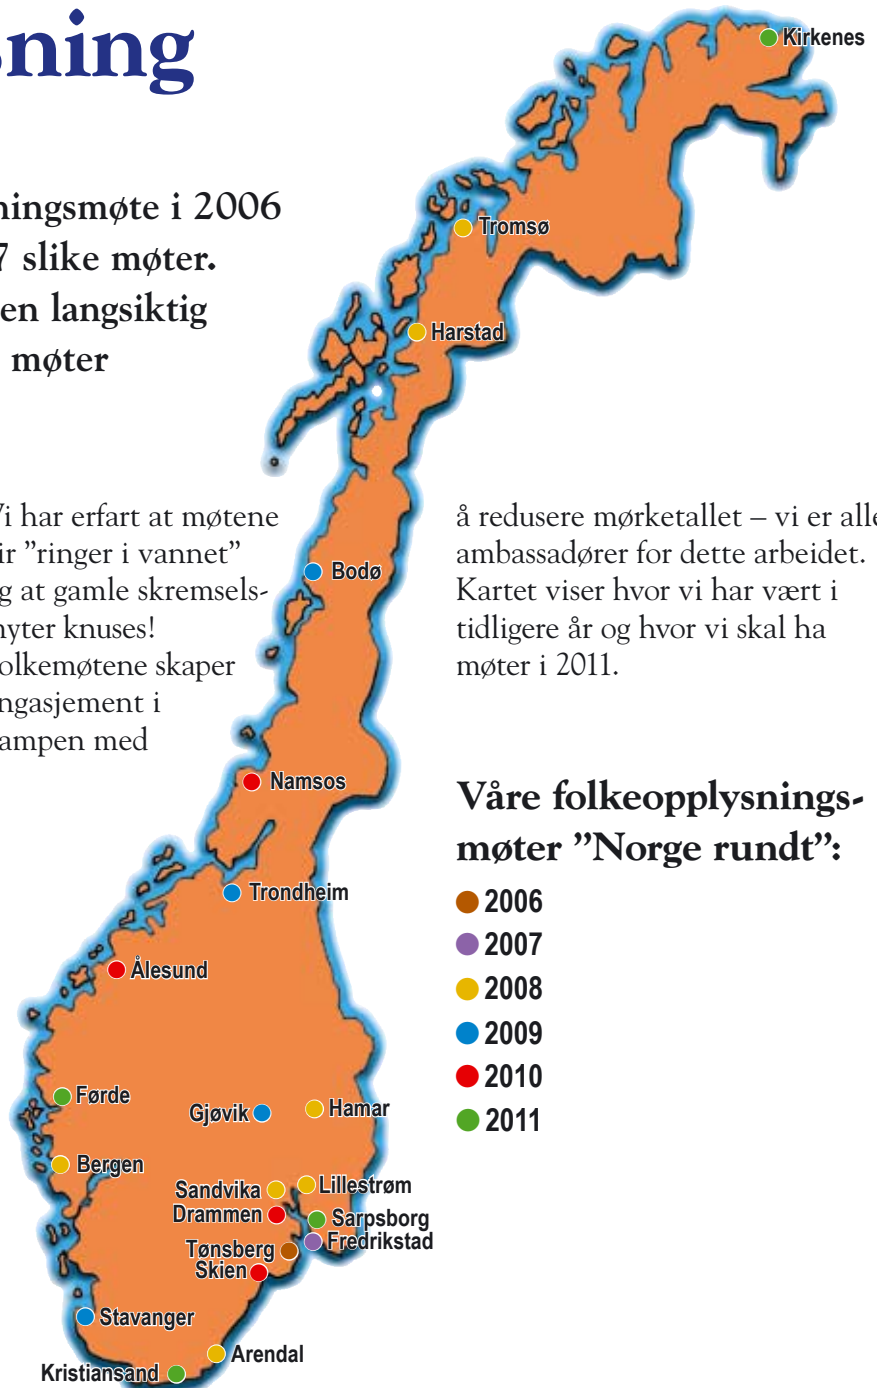 ning
ningsmøte i 2006
7 slike møter.
en langsiktig
møter
Vi har erfart at møtene
ir ”ringer i vannet”
g at gamle skremsels-
myter knuses!
olkemøtene skaper
ngasjement i
ampen med
å redusere mørketallet – vi er alle
ambassadører for dette arbeidet.
Kartet viser hvor vi har vært i
tidligere år og hvor vi skal ha
møter i 2011.
Våre folkeopplysnings-
møter ”Norge rundt”:
2006
2007
2008
2009
2010
2011
Kirkenes
Tromsø
Harstad
Bodø
Namsos
Trondheim
Ålesund
Førde
Gjøvik
Hamar
Bergen
Sandvika
Lillestrøm
Drammen
Sarpsborg
Fredrikstad
Tønsberg
Skien
Stavanger
Arendal
Kristiansand